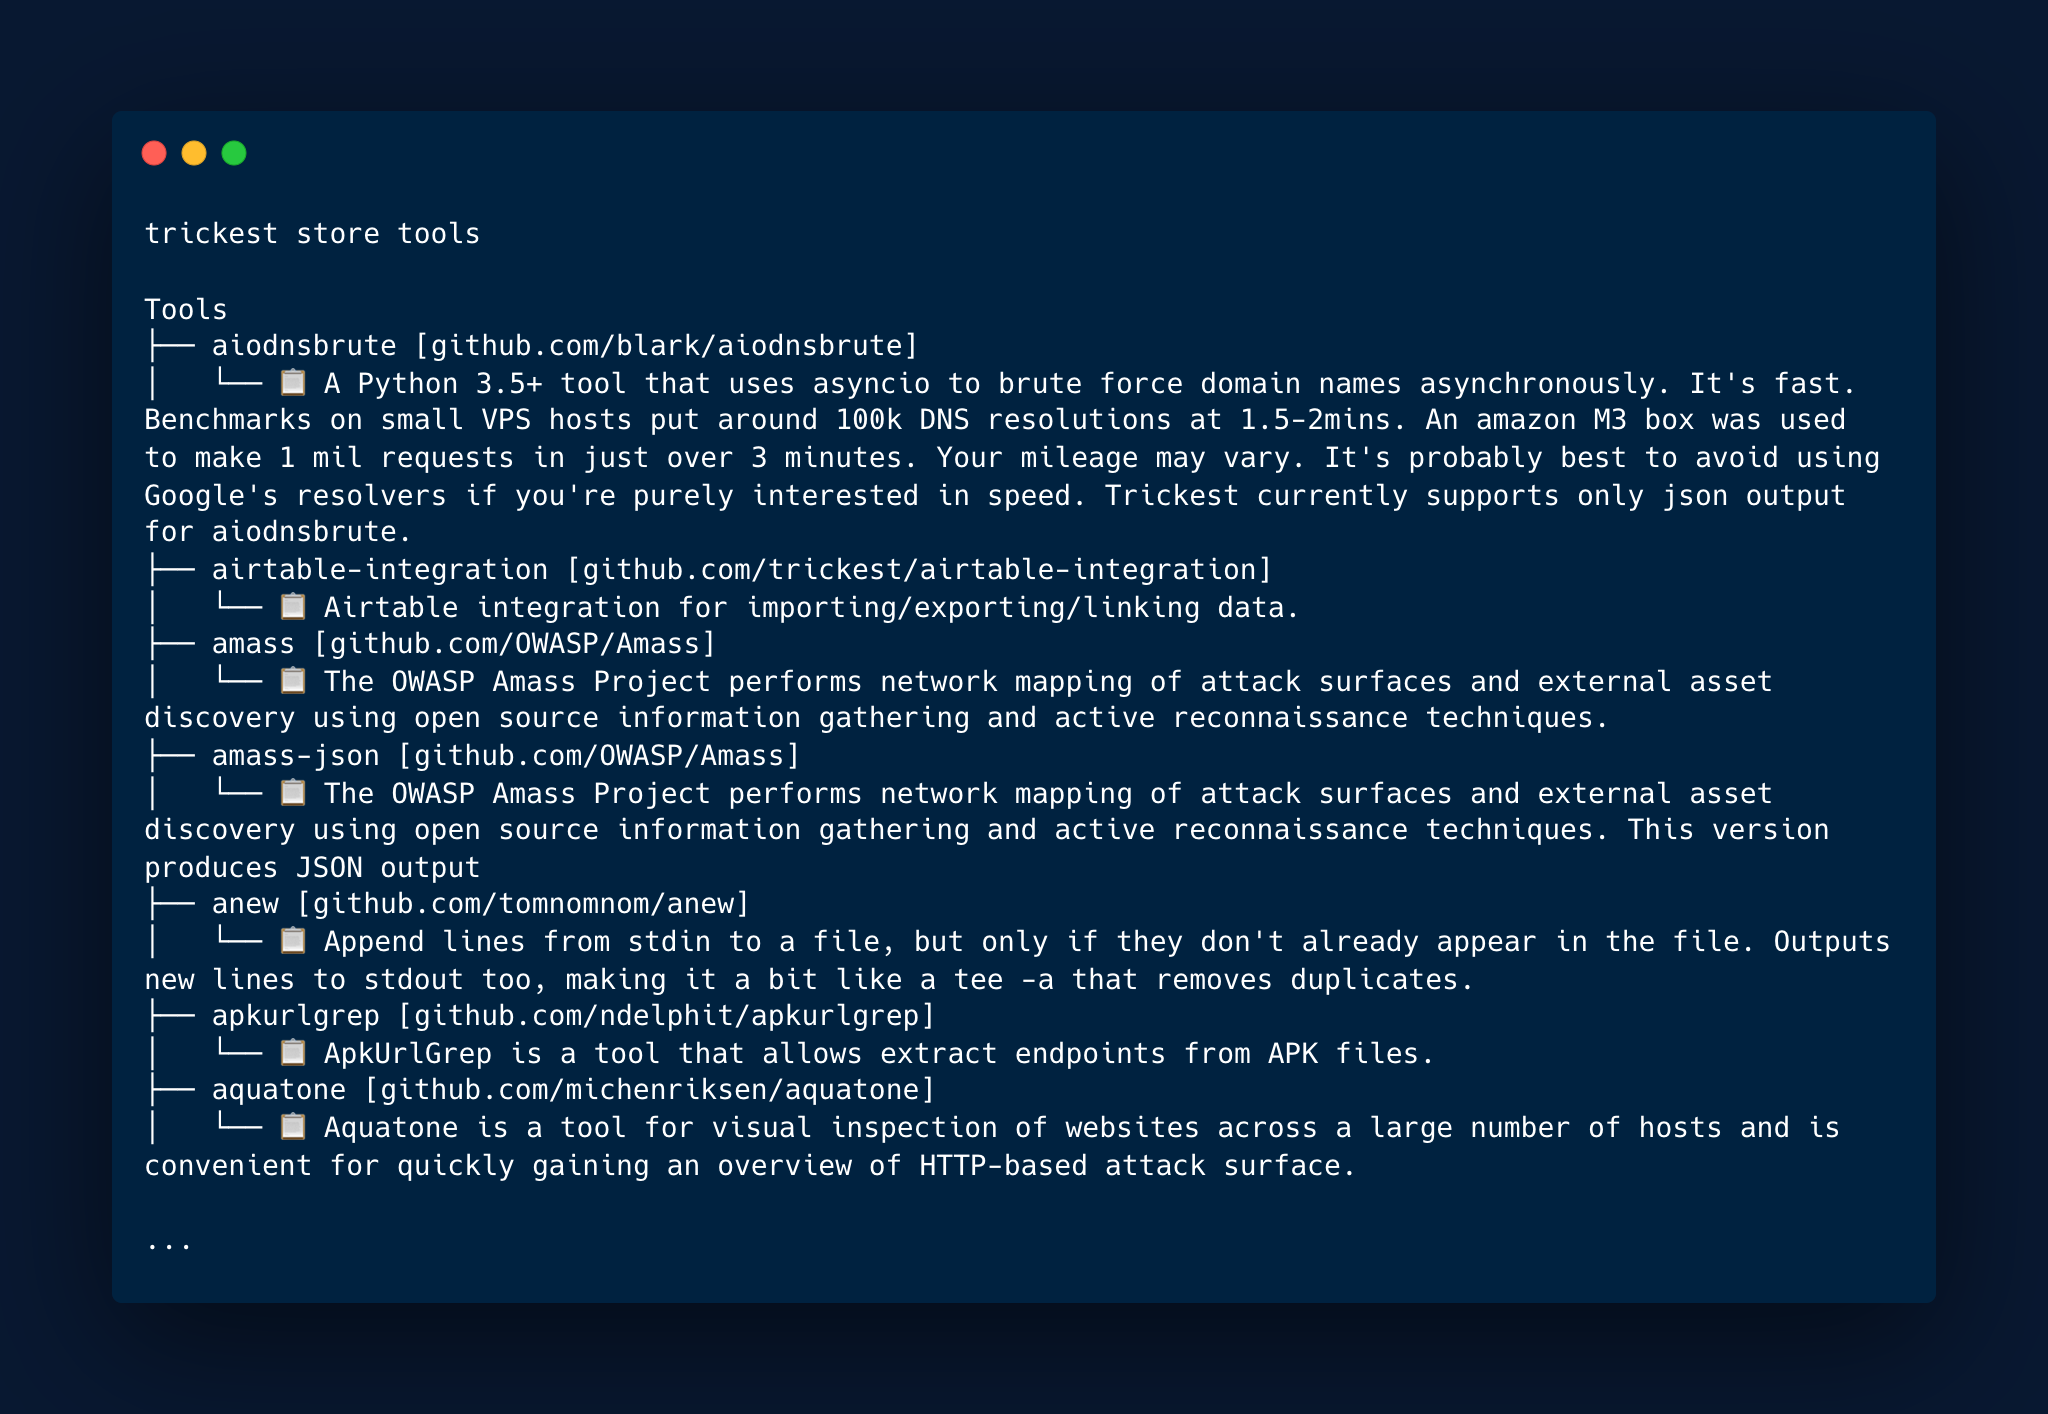 trickest store tools
Tools
├── aiodnsbrute [github.com/blark/aiodnsbrute]
│   └── 📋 A Python 3.5+ tool that uses asyncio to brute force domain names asynchronously. It's fast.
Benchmarks on small VPS hosts put around 100k DNS resolutions at 1.5-2mins. An amazon M3 box was used
to make 1 mil requests in just over 3 minutes. Your mileage may vary. It's probably best to avoid using
Google's resolvers if you're purely interested in speed. Trickest currently supports only json output
for aiodnsbrute.
├── airtable-integration [github.com/trickest/airtable-integration]
│   └── 📋 Airtable integration for importing/exporting/linking data.
├── amass [github.com/OWASP/Amass]
│   └── 📋 The OWASP Amass Project performs network mapping of attack surfaces and external asset
discovery using open source information gathering and active reconnaissance techniques.
├── amass-json [github.com/OWASP/Amass]
│   └── 📋 The OWASP Amass Project performs network mapping of attack surfaces and external asset
discovery using open source information gathering and active reconnaissance techniques. This version
produces JSON output
├── anew [github.com/tomnomnom/anew]
│   └── 📋 Append lines from stdin to a file, but only if they don't already appear in the file. Outputs
new lines to stdout too, making it a bit like a tee -a that removes duplicates.
├── apkurlgrep [github.com/ndelphit/apkurlgrep]
│   └── 📋 ApkUrlGrep is a tool that allows extract endpoints from APK files.
├── aquatone [github.com/michenriksen/aquatone]
│   └── 📋 Aquatone is a tool for visual inspection of websites across a large number of hosts and is
convenient for quickly gaining an overview of HTTP-based attack surface.
...